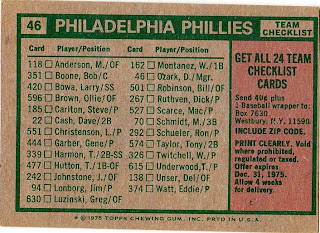 46 PHILADELPHIA PHILLIES TEAM CHECKLIST
Card Player/Position Card Player/Position
118 Anderson, M./OF 162 Montanez, W./1B
351 Boone, Bob/C 46 Ozark, D./Mgr.
420 Bowa, Larry/SS 501 Robinson, Bill/OF
596 Brown, Ollie/OF 267 Ruthven, Dick/P
185 Carlton, Steve/P 527 Scarce, Mac/P
22 Cash, Dave/2B 70 Schmidt, M./3B
551 Christenson, L./P 292 Schueler, Ron/P
444 Garber, Gene/P 574 Taylor, Tony/2B
339 Harmon, T./2B-SS 326 Twitchell, W./P
477 Hutton, T./1B-OF 615 Underwood, T./P
242 Johnstone, J./OF 138 Unser, Del/OF
94 Lonborg, Jim/P 374 Watt, Eddie/P
630 Luzinski, Greg/OF
GET ALL 24 TEAM
CHECKLIST
CARDS
Send 40¢ plus
1 Baseball wrapper to:
Box 7630
Westbury, P.Y. 11590
INCLUDE ZIP CODE.
PRINT CLEARLY. Void
where prohibited,
regulated or taxed.
Offer expires
Dec. 31, 1975.
Allow 4 weeks
for delivery.
© 1975 TOPPS CHEWING GUM, INC. PRTD IN U.S.A.